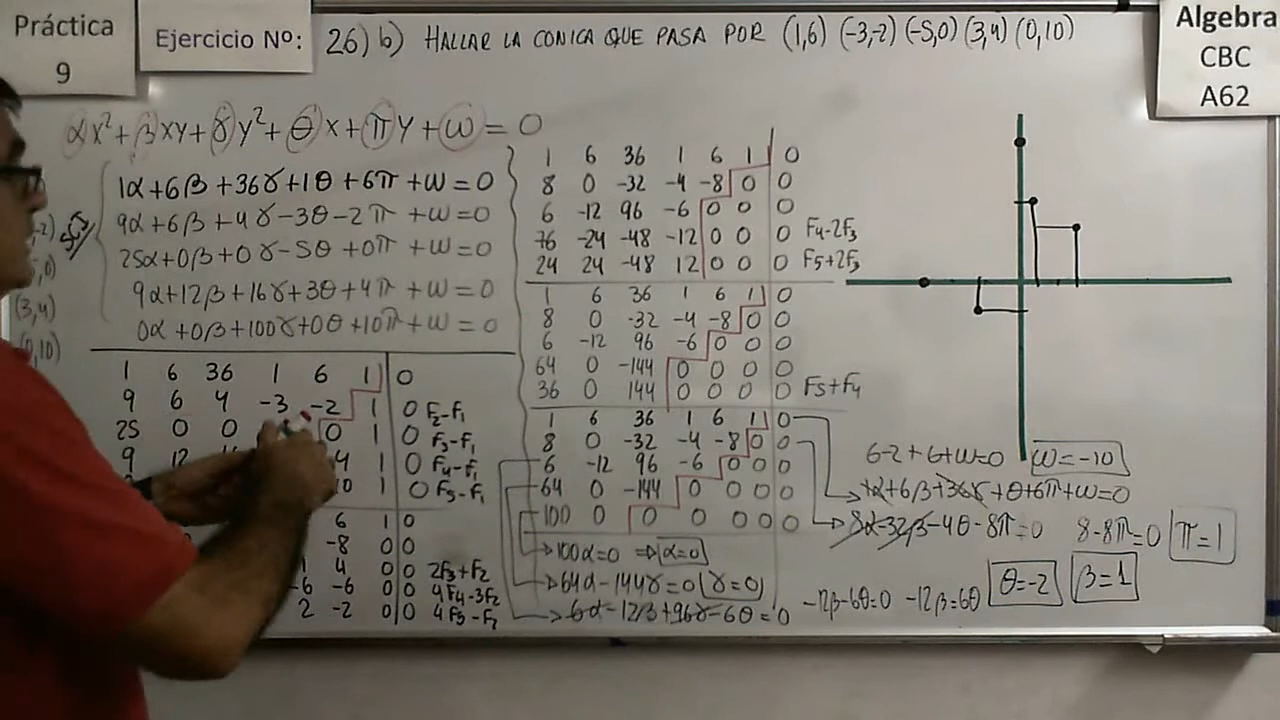 Práctica
9
Ejercicio Nº:
26) b) HALLAR LA CONICA QUE PASA POR (1,6) (-3,-2) (-5,0) (3,4) (0,10)
Algebra
CBC
A62
αx²+βxy+γy²+θx+πy+ω=0
1α+6β+36γ+1θ+6π+ω=0
9α+6β+4γ-3θ-2π+ω=0
25α+0β+0γ-5θ+0π+ω=0
9α+12β+16γ+3θ+4π+ω=0
0α+0β+100γ+0θ+10π+ω=0
(3,4)
1 6 36 1 6 1 0
9 6 4 -3 -2 1 0 F2-F1
25 0 0 0 1 0 F3-F1
9 12 4 1 0 F4-F1
10 1 0 F5-F1
6 1 0
-8 0 0
4 0 0 2F3+F2
-6 -6 0 0 4F4-3F2
2 -2 0 0 4F5-F2
1 6 36 1 6 1 0
8 0 -32 -4 -8 0 0
6 -12 96 -6 0 0 0
76 -24 -48 -12 0 0 0 F4-2F3
24 24 -48 12 0 0 0 F5+2F3
1 6 36 1 6 1 0
8 0 -32 -4 -8 0 0
6 -12 96 -6 0 0 0
64 0 -144 0 0 0 0
36 0 144 0 0 0 0 F5+F4
1 6 36 1 6 1 0
8 0 -32 -4 -8 0 0
6 -12 96 -6 0 0 0
64 0 -144 0 0 0 0
100 0 0 0 0 0 0
→100α=0 ⇒ α=0
→64α-144γ=0 (γ=0)
→6α-12β+96γ-6θ=0
-12β-6θ=0 -12β=6θ θ=-2 β=1
6-2+6+ω=0 ω=-10
→1α+6β+36γ+θ+6π+ω=0
→8α-32γ-4θ-8π=0 8-8π=0 π=1